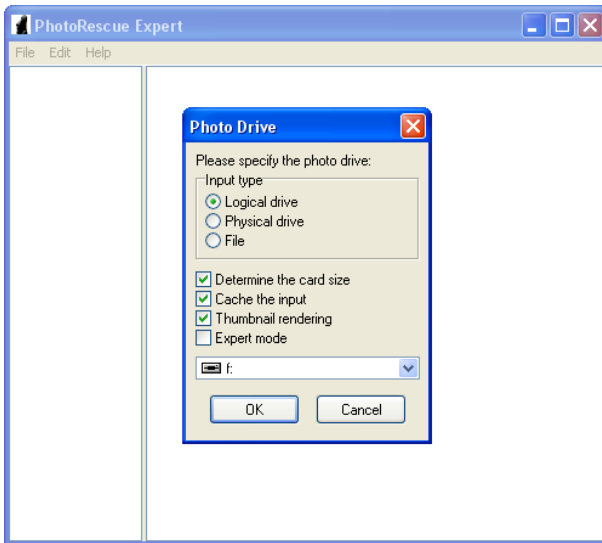 PhotoRescue Expert
File Edit Help
Photo Drive
Please specify the photo drive:
Input type
Logical drive
Physical drive
File
Determine the card size
Cache the input
Thumbnail rendering
Expert mode
f:
OK Cancel